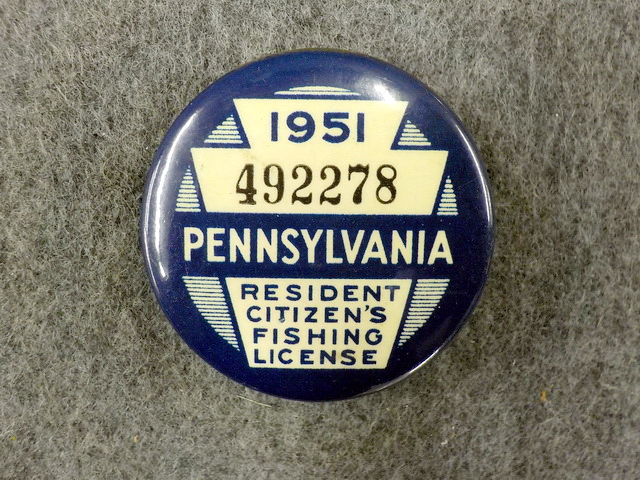 1951
492278
PENNSYLVANIA
RESIDENT
CITIZEN'S
FISHING
LICENSE